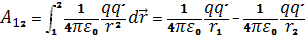 A₁₂ = ∫₁² 1/4πε₀ qq′/r² dr⃗ = 1/4πε₀ qq′/r₁ − 1/4πε₀ qq′/r₂